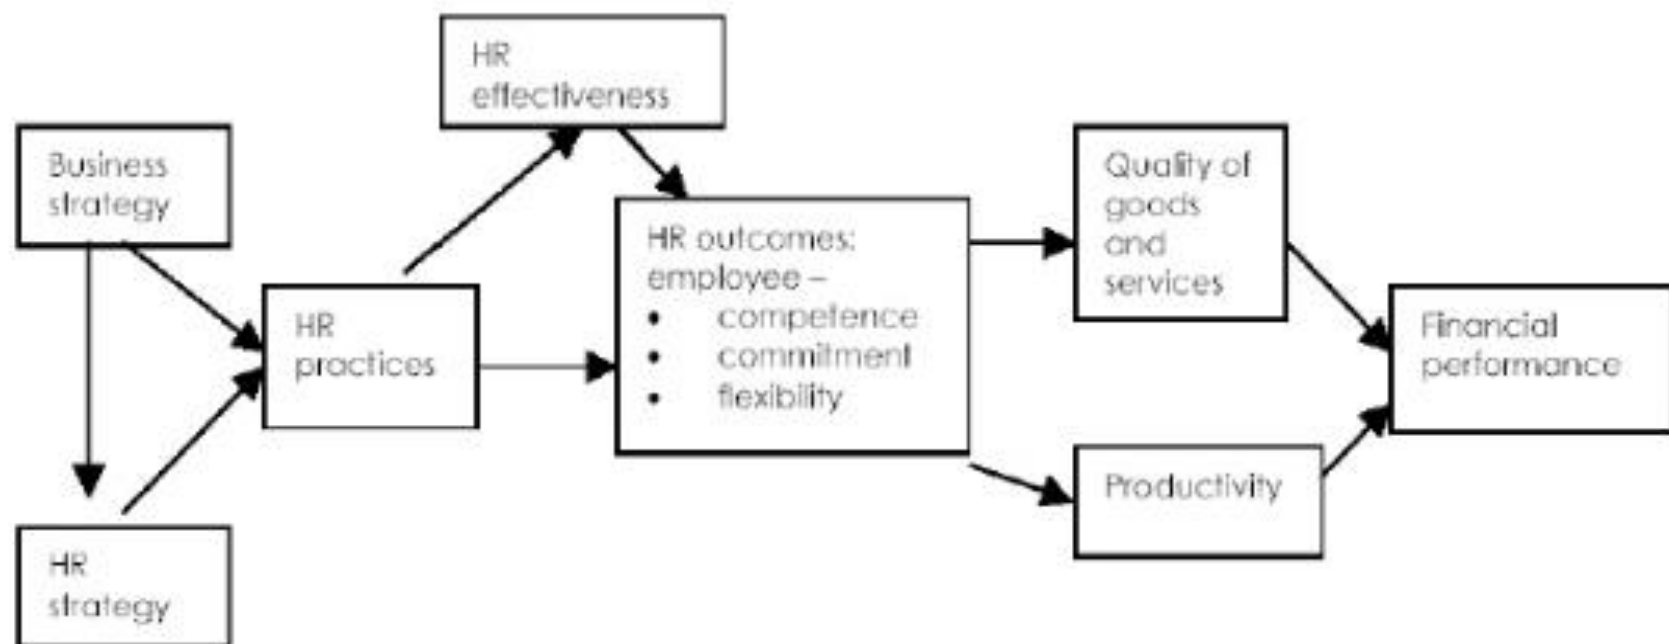 HR
effectiveness
Business
strategy
HR
practices
HR
strategy
HR outcomes:
employee –
• competence
• commitment
• flexibility
Quality of
goods
and
services
Productivity
Financial
performance